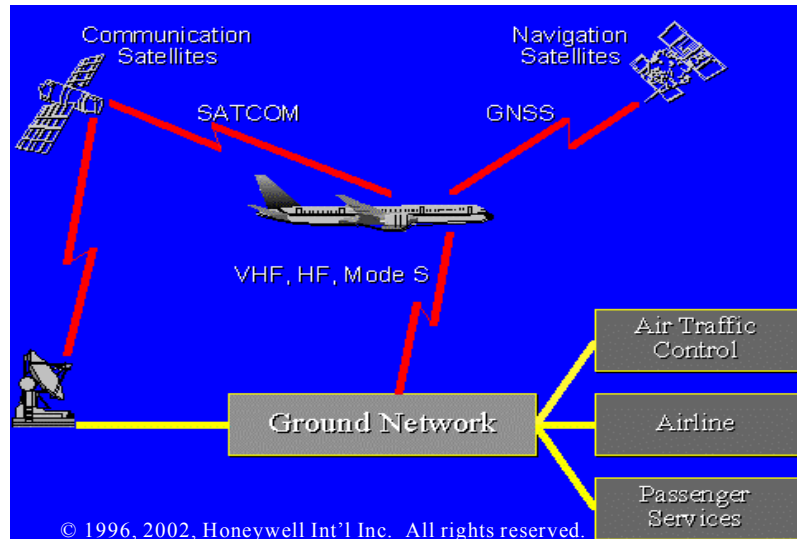 Communication
Satellites
Navigation
Satellites
SATCOM
GNSS
VHF, HF, Mode S
Air Traffic
Control
Ground Network
Airline
Passenger
Services
© 1996, 2002, Honeywell Int'l Inc. All rights reserved.